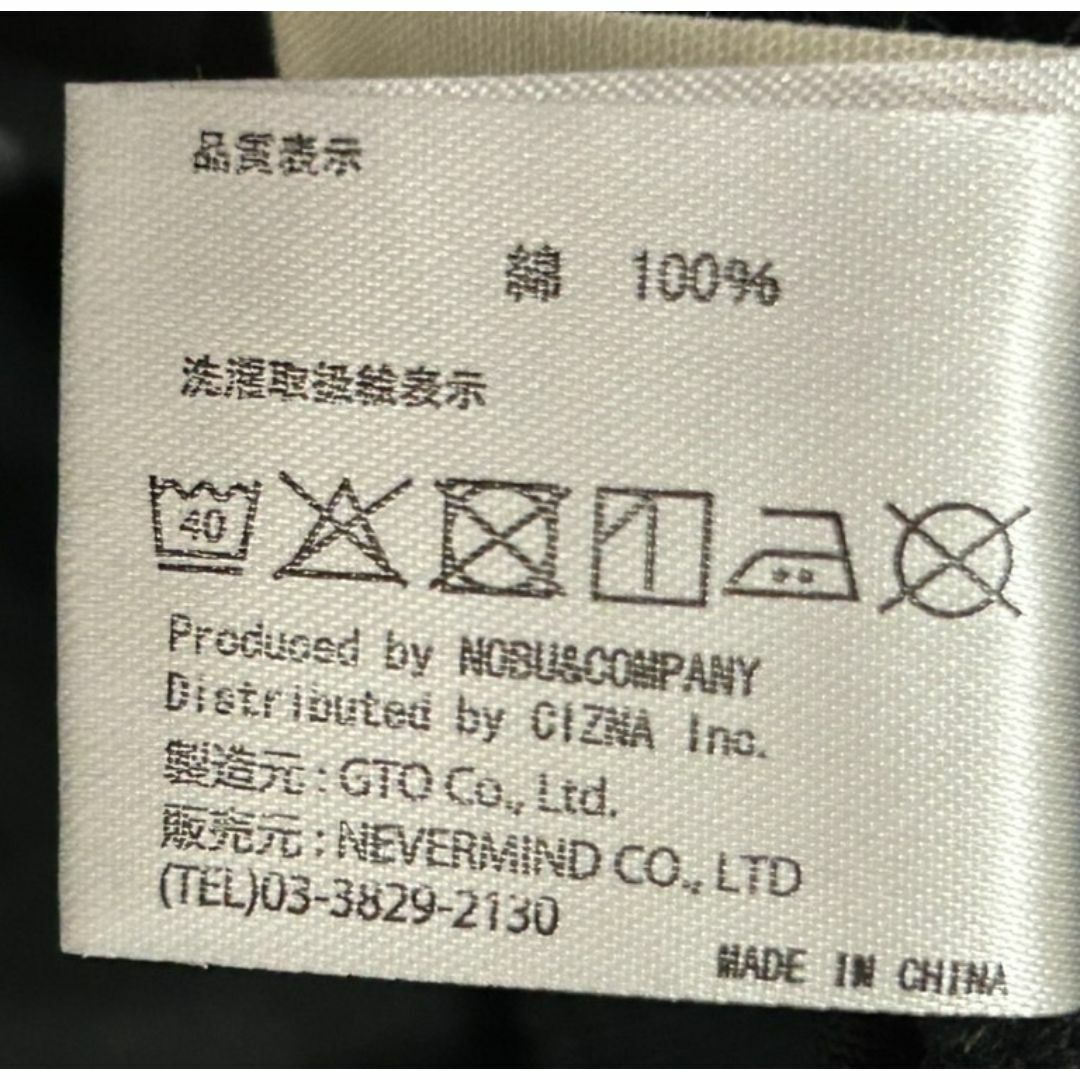 品質表示
綿 100%
洗濯取扱絵表示
40
Produced by NOBU&COMPANY
Distributed by CIZNA Inc.
製造元：GTO Co., Ltd.
販売元：NEVERMIND CO., LTD
(TEL)03-3829-2130
MADE IN CHINA